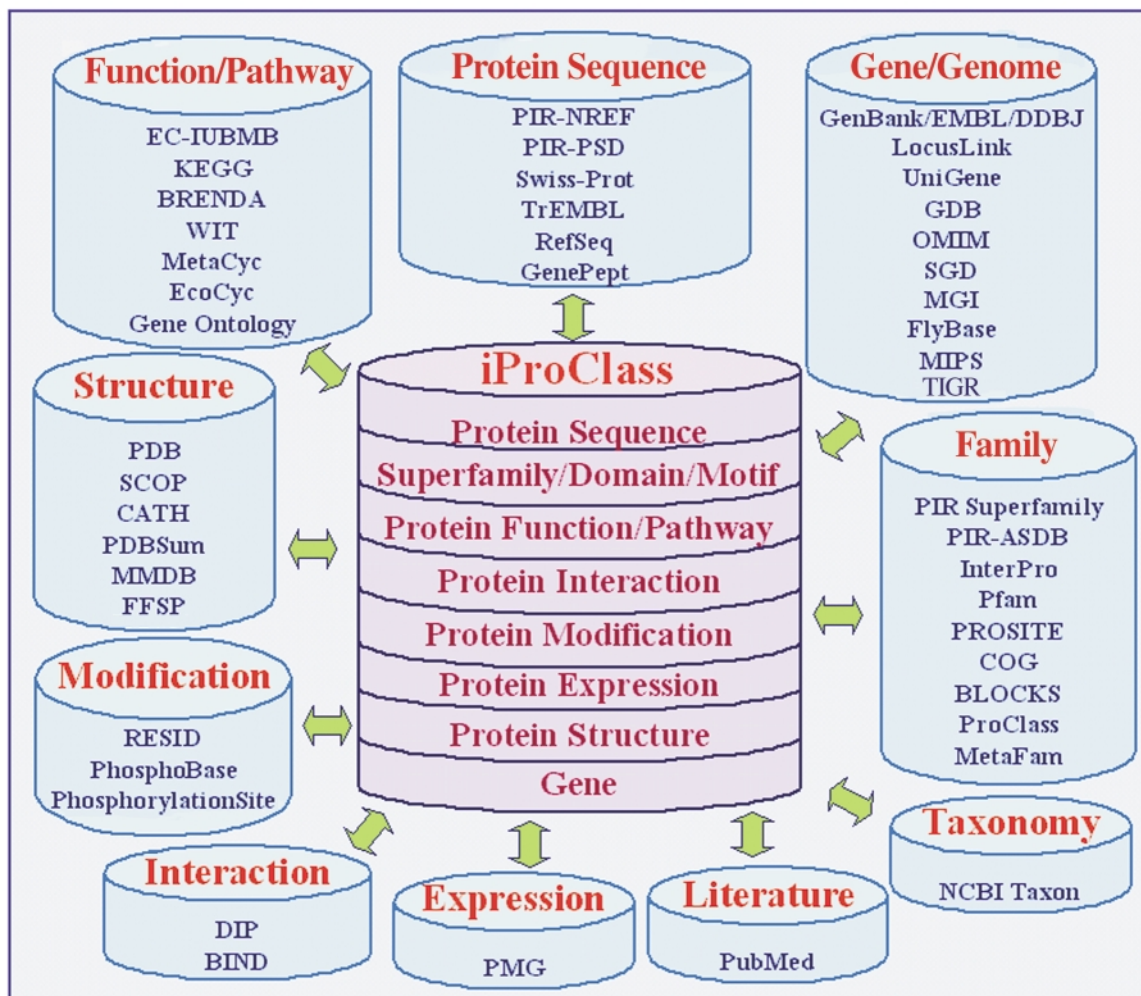 Function/Pathway
EC-IUBMB
KEGG
BRENDA
WIT
MetaCyc
EcoCyc
Gene Ontology
Protein Sequence
PIR-NREF
PIR-PSD
Swiss-Prot
TrEMBL
RefSeq
GenePept
Gene/Genome
GenBank/EMBL/DDBJ
LocusLink
UniGene
GDB
OMIM
SGD
MGI
FlyBase
MIPS
TIGR
Structure
PDB
SCOP
CATH
PDBSum
MMDB
FFSP
iProClass
Protein Sequence
Superfamily/Domain/Motif
Protein Function/Pathway
Protein Interaction
Protein Modification
Protein Expression
Protein Structure
Gene
Family
PIR Superfamily
PIR-ASDB
InterPro
Pfam
PROSITE
COG
BLOCKS
ProClass
MetaFam
Modification
RESID
PhosphoBase
PhosphorylationSite
Interaction
DIP
BIND
Expression
PMG
Literature
PubMed
Taxonomy
NCBI Taxon